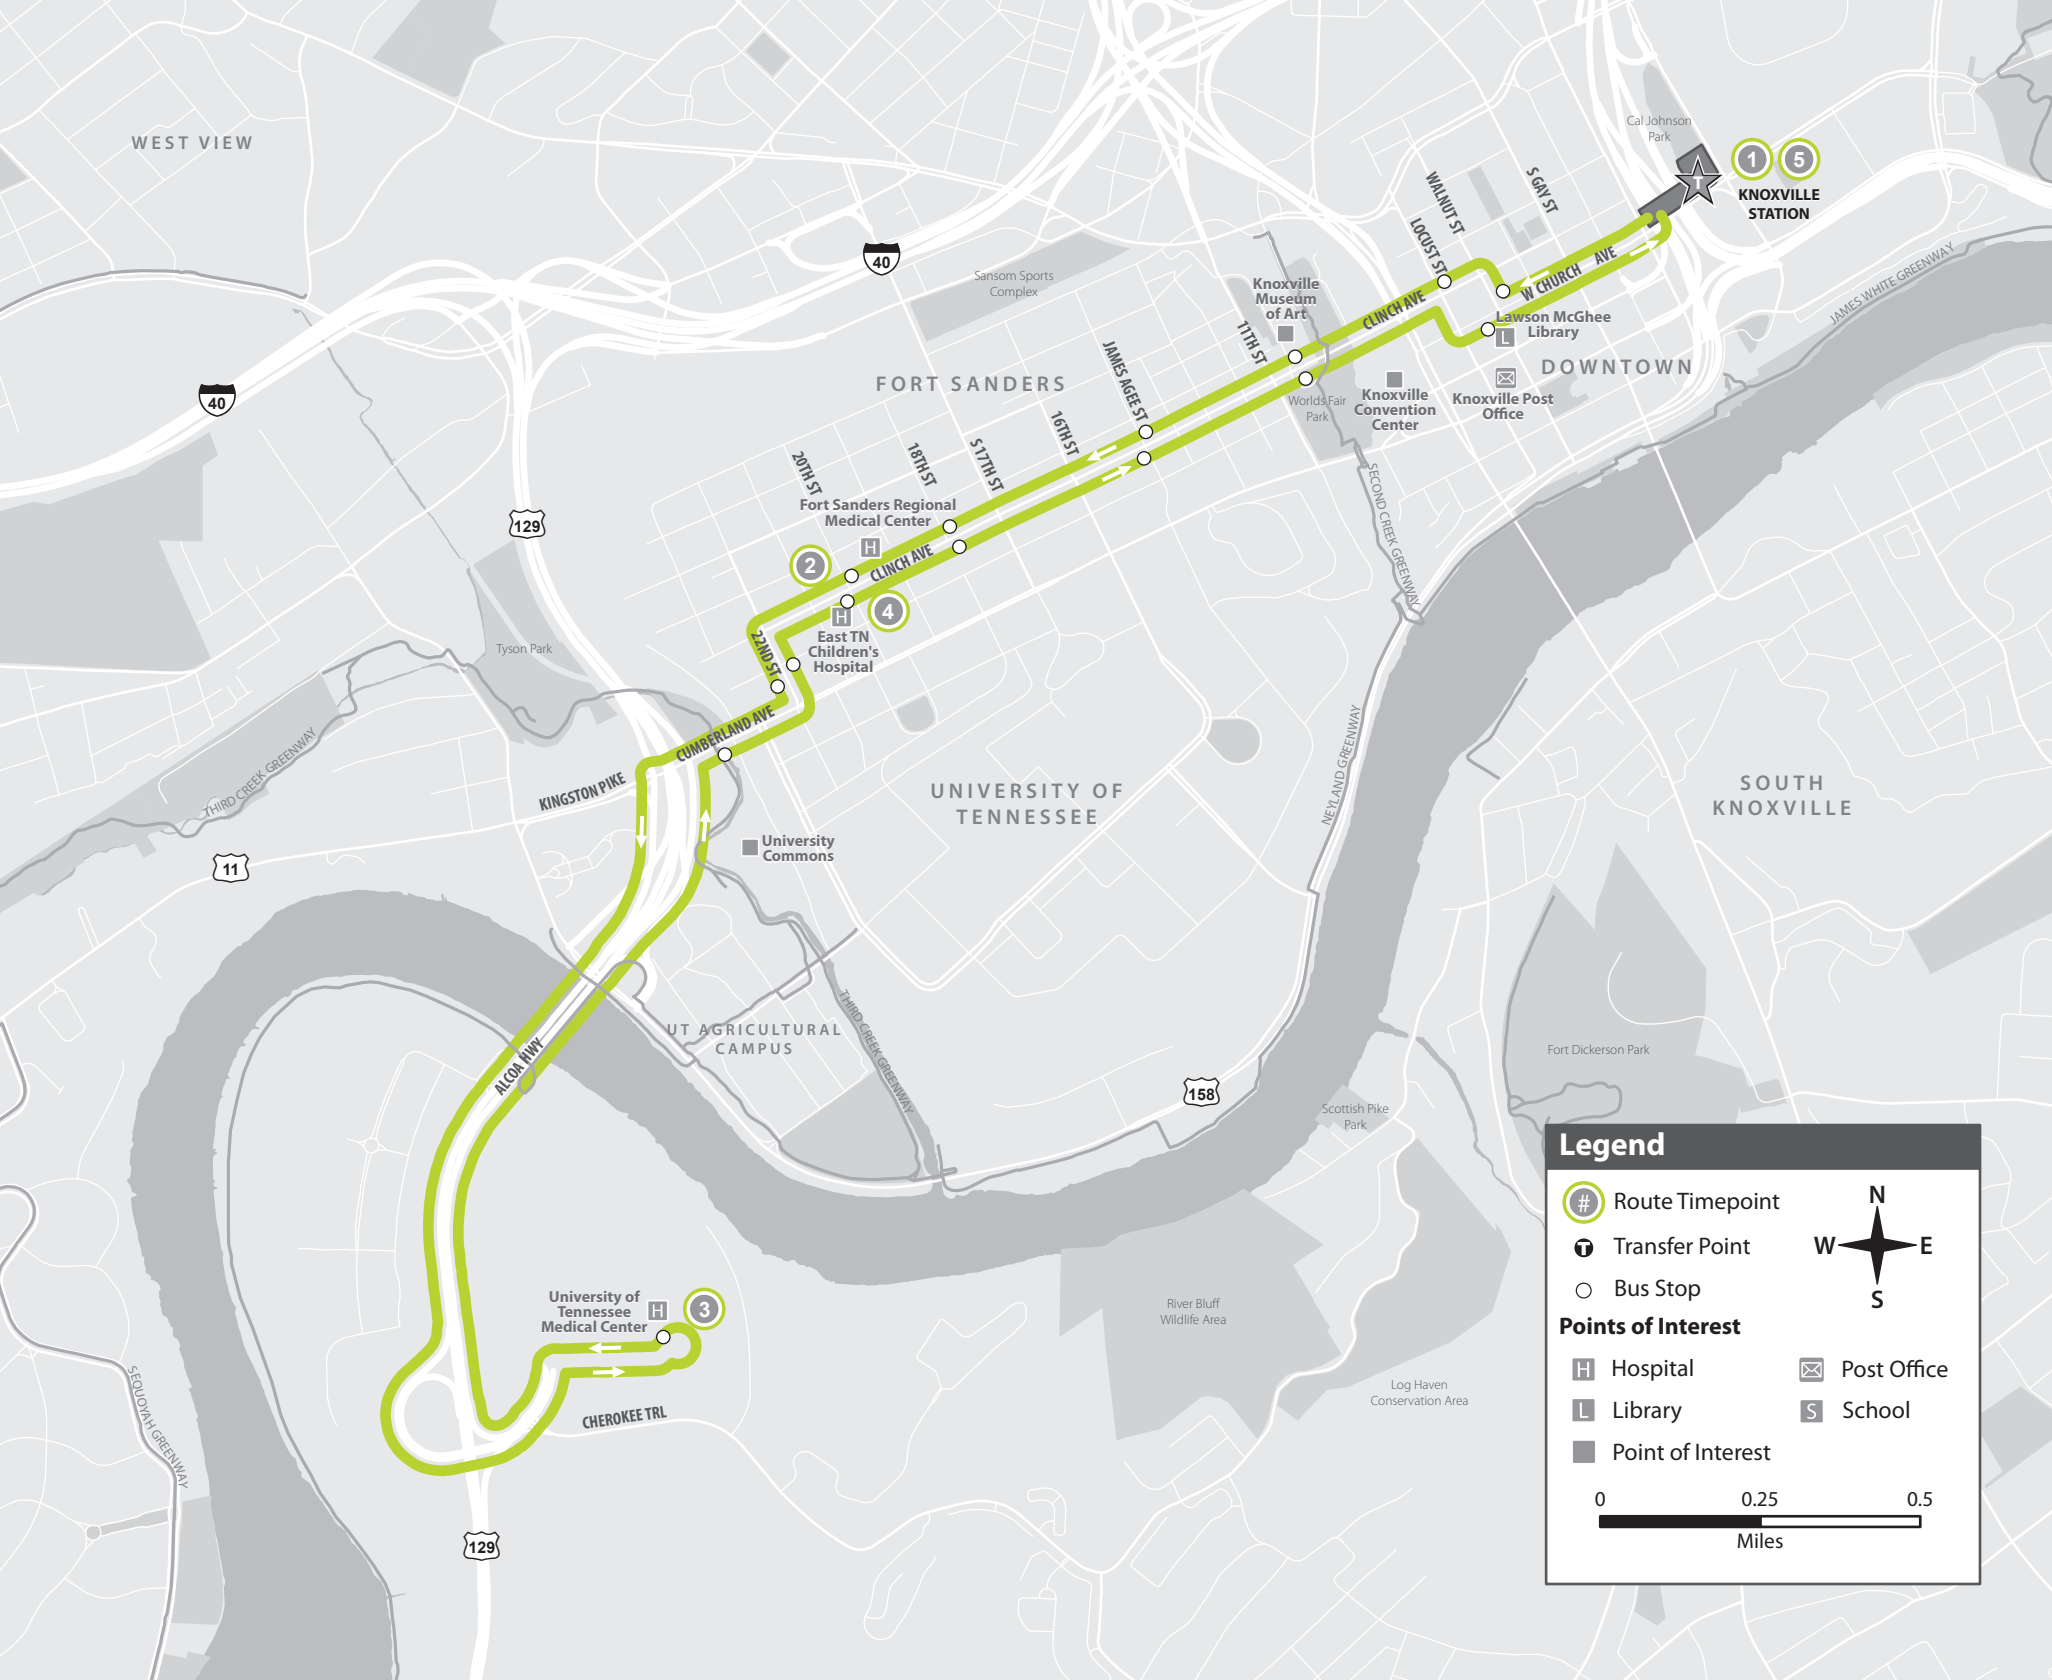 WEST VIEW
Cal Johnson
Park
1
5
KNOXVILLE
STATION
WALNUT ST
S GAY ST
LOCUST ST
W CHURCH AVE
JAMES WHITE GREENWAY
40
Sansom Sports
Complex
Knoxville
Museum
of Art
CLINCH AVE
Lawson McGhee
Library
L
11TH ST
JAMES AGEE ST
DOWNTOWN
FORT SANDERS
40
Worlds Fair
Park
Knoxville
Convention
Center
Knoxville Post
Office
16TH ST
S 17TH ST
18TH ST
20TH ST
SECOND CREEK GREENWAY
Fort Sanders Regional
Medical Center
H
129
2
CLINCH AVE
4
H
East TN
Children's
Hospital
22ND ST
Tyson Park
CUMBERLAND AVE
KINGSTON PIKE
THIRD CREEK GREENWAY
NEYLAND GREENWAY
UNIVERSITY OF
TENNESSEE
SOUTH
KNOXVILLE
University
Commons
11
UT AGRICULTURAL
CAMPUS
THIRD CREEK GREENWAY
ALCOA HWY
158
Fort Dickerson Park
Scottish Pike
Park
University of
Tennessee
Medical Center
H
3
River Bluff
Wildlife Area
Log Haven
Conservation Area
CHEROKEE TRL
SEQUOYAH GREENWAY
129
Legend
# Route Timepoint
T Transfer Point
Bus Stop
N
W E
S
Points of Interest
H Hospital
Post Office
L Library
S School
Point of Interest
0 0.25 0.5
Miles
T